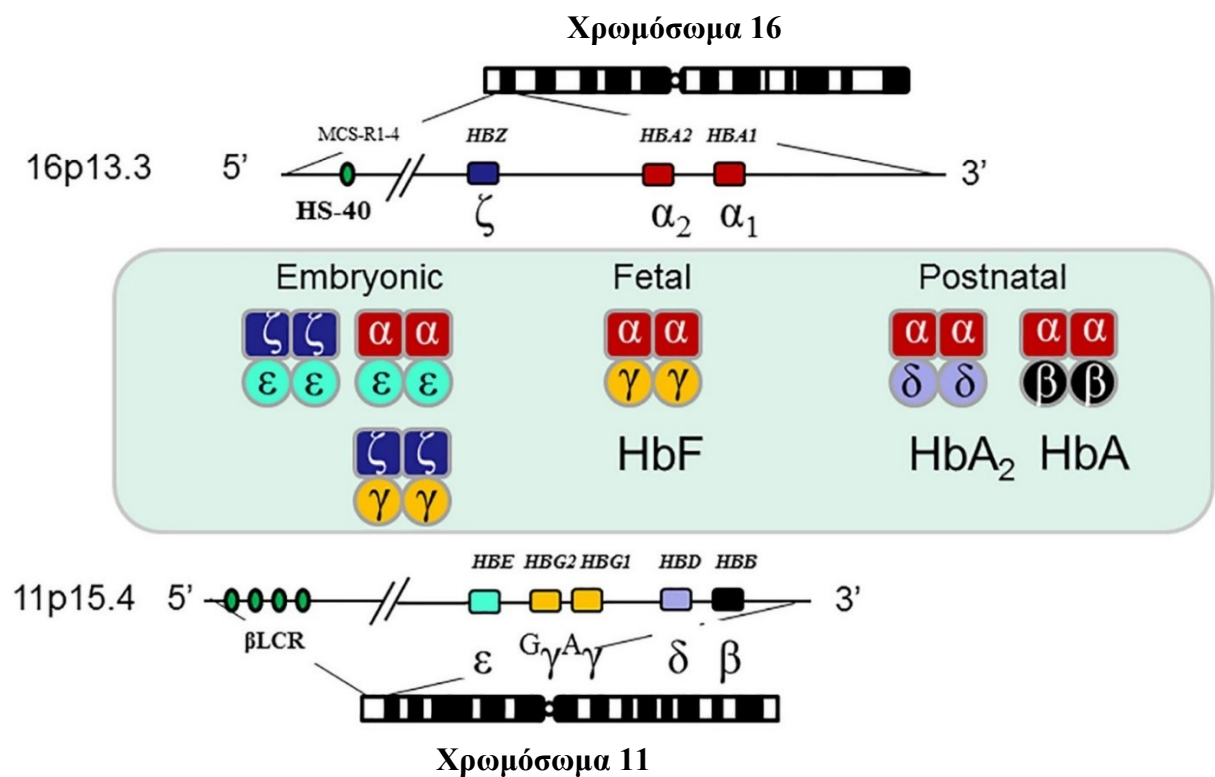 Χρωμόσωμα 16
MCS-R1-4 HBZ HBA2 HBA1
16p13.3 5’ 3’
HS-40 ζ α2 α1
Embryonic Fetal Postnatal
ζ ζ α α α α α α α α
ε ε ε ε γ γ δ δ β β
ζ ζ HbF HbA2 HbA
γ γ
HBE HBG2 HBG1 HBD HBB
11p15.4 5’ 3’
βLCR ε Gγ Aγ δ β
Χρωμόσωμα 11